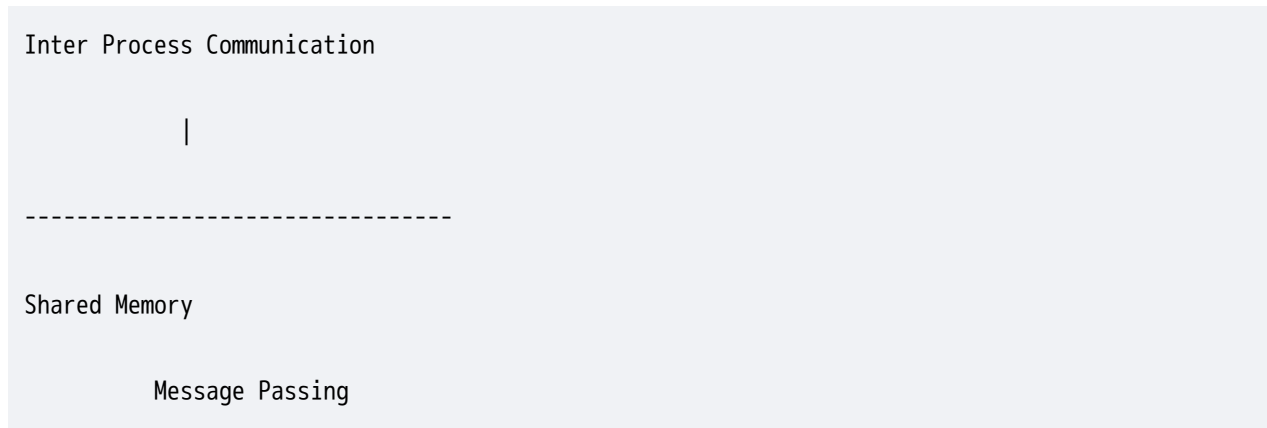 Inter Process Communication
|
---------------------------------
Shared Memory
Message Passing